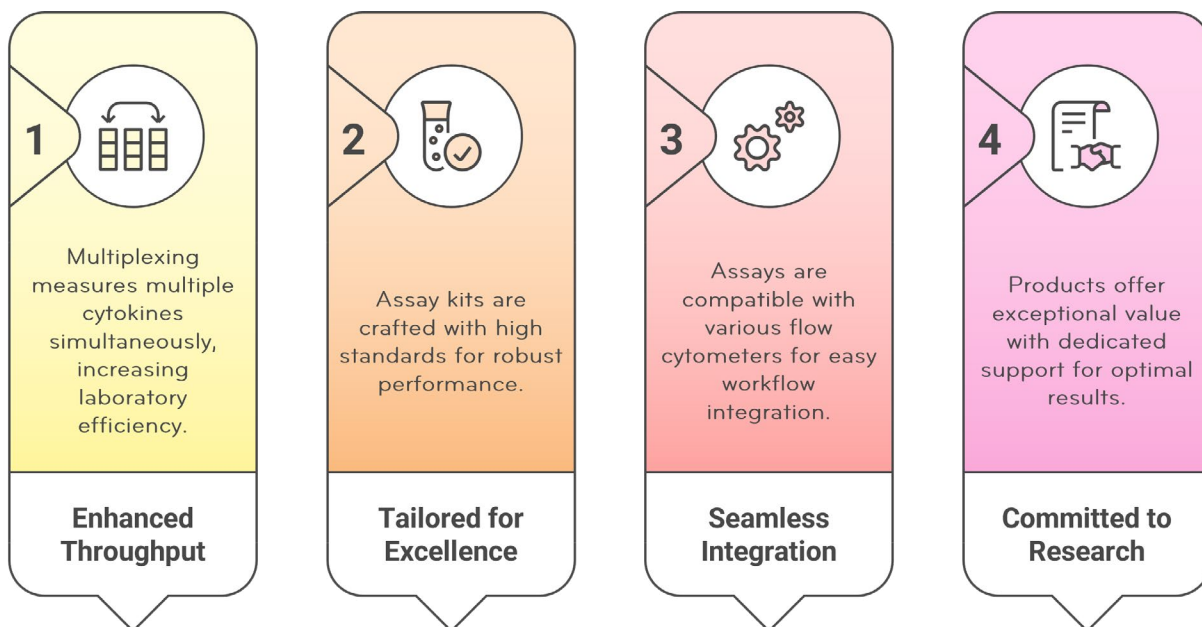 1
Multiplexing
measures multiple
cytokines
simultaneously,
increasing
laboratory
efficiency.
Enhanced
Throughput
2
Assay kits are
crafted with high
standards for robust
performance.
Tailored for
Excellence
3
Assays are
compatible with
various flow
cytometers for easy
workflow
integration.
Seamless
Integration
4
Products offer
exceptional value
with dedicated
support for optimal
results.
Committed to
Research